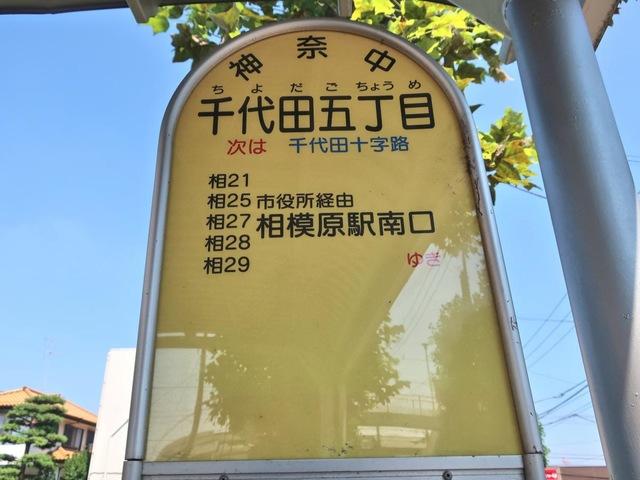 神奈中
ちよだごちょうめ
千代田五丁目
次は 千代田十字路
相21
相25 市役所経由
相27 相模原駅南口
相28
相29 ゆき